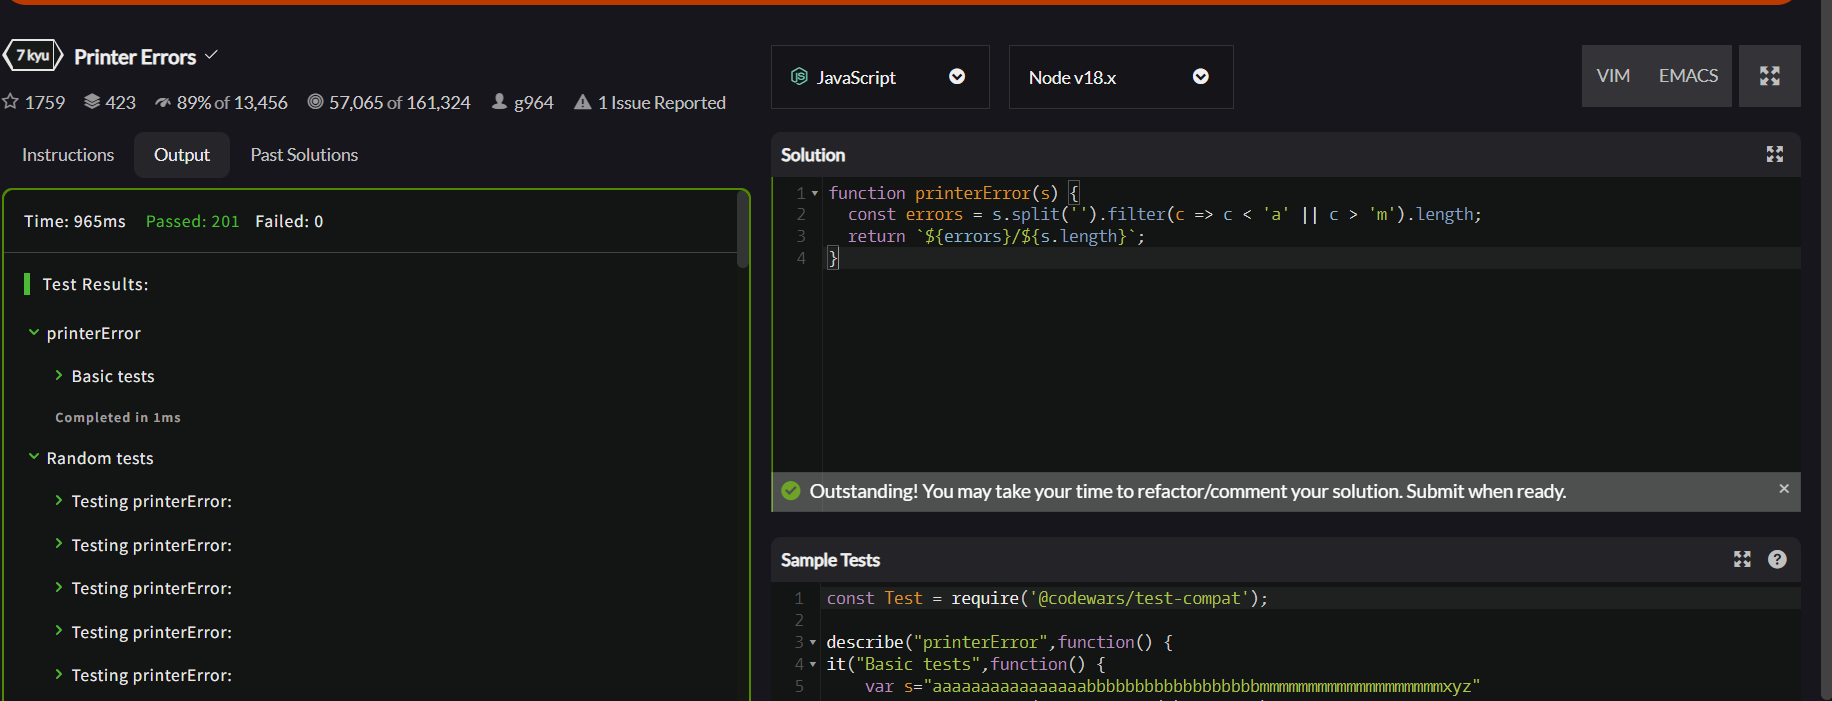 7 kyu Printer Errors
1759 423 89% of 13,456 57,065 of 161,324 g964 1 Issue Reported
Instructions Output Past Solutions
Time: 965ms Passed: 201 Failed: 0
Test Results:
printerError
Basic tests
Completed in 1ms
Random tests
Testing printerError:
Testing printerError:
Testing printerError:
Testing printerError:
Testing printerError:
JavaScript Node v18.x VIM EMACS
Solution
1 function printerError(s) {
2 const errors = s.split('').filter(c => c < 'a' || c > 'm').length;
3 return `${errors}/${s.length}`;
4 }
Outstanding! You may take your time to refactor/comment your solution. Submit when ready.
Sample Tests
1 const Test = require('@codewars/test-compat');
2
3 describe("printerError",function() {
4 it("Basic tests",function() {
5 var s="aaaaaaaaaaaaaaaabbbbbbbbbbbbbbbbbbmmmmmmmmmmmmmmmmmmmxyz"